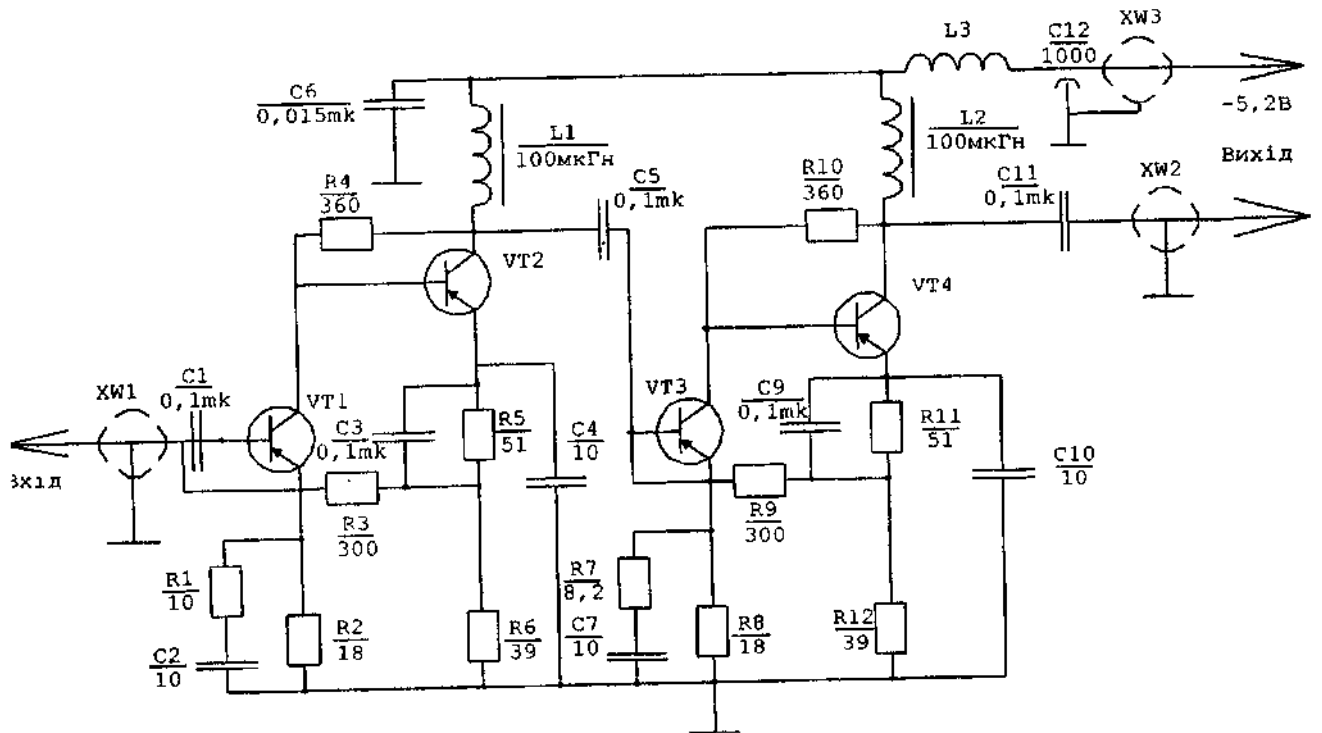 XW3
L3
C12
1000
-5,2В
C6
0,015mk
L1
100мкГн
L2
100мкГн
Вихід
XW2
R4
360
C5
0,1mk
R10
360
C11
0,1mk
VT2
VT4
XW1
C1
0,1mk
VT1
C3
0,1mk
R5
51
C4
10
VT3
C9
0,1mk
R11
51
C10
10
Вхід
R3
300
R9
300
R1
10
R2
18
C2
10
R6
39
R7
8,2
C7
10
R8
18
R12
39